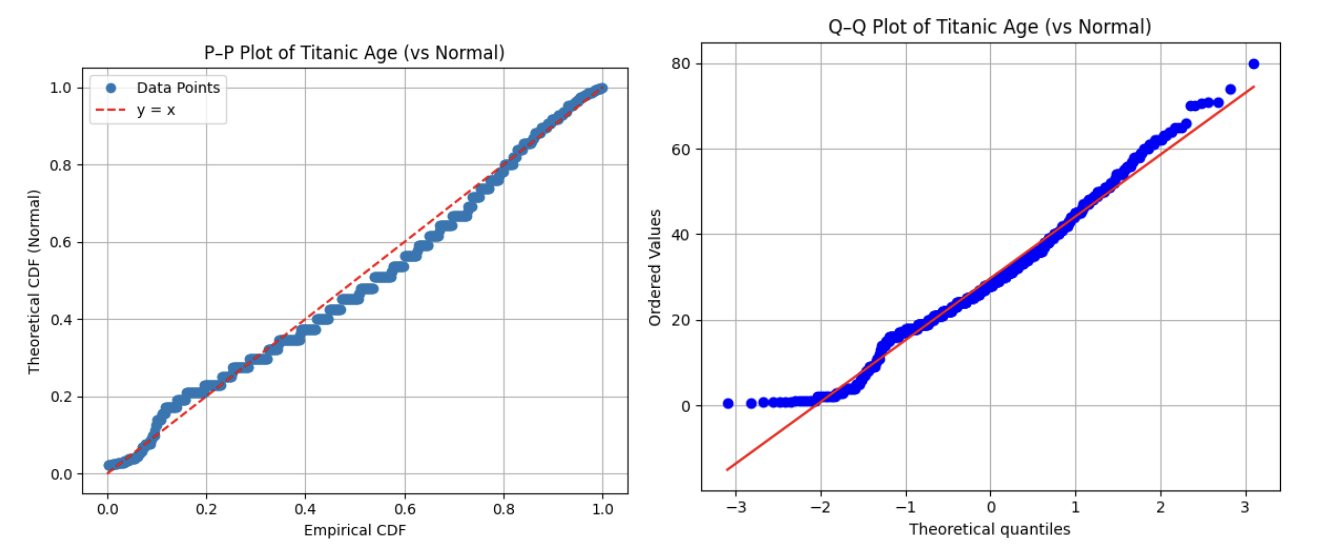 P–P Plot of Titanic Age (vs Normal)
Data Points
y = x
1.0
0.8
0.6
0.4
0.2
0.0
Theoretical CDF (Normal)
0.0 0.2 0.4 0.6 0.8 1.0
Empirical CDF
Q–Q Plot of Titanic Age (vs Normal)
80
60
40
20
0
Ordered Values
−3 −2 −1 0 1 2 3
Theoretical quantiles